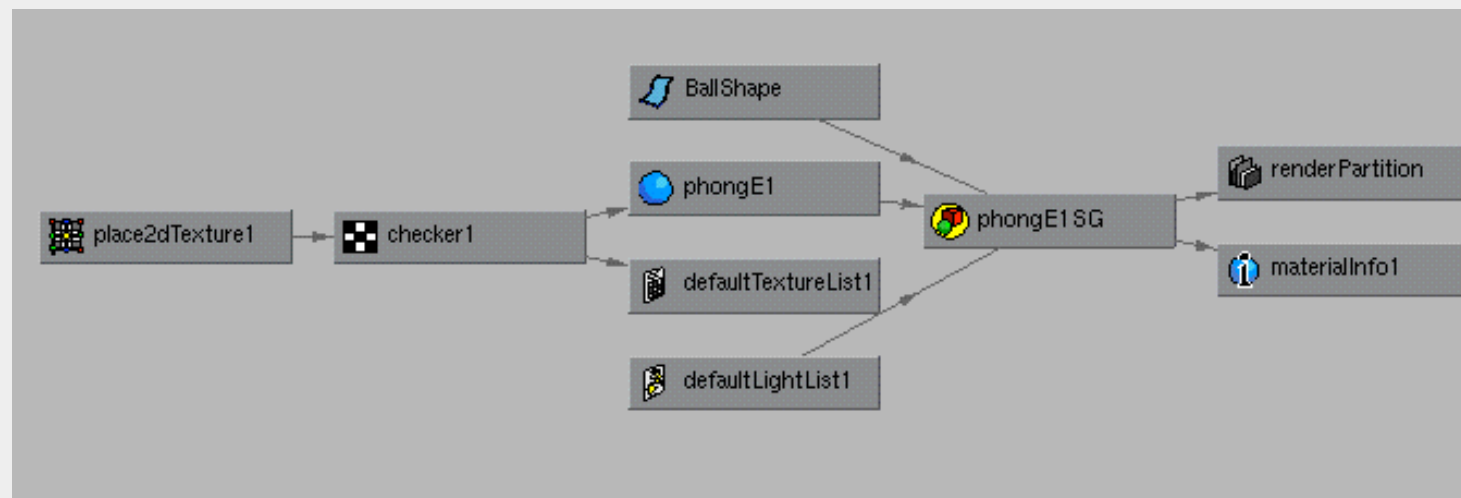 BallShape
phongE1
renderPartition
place2dTexture1
checker1
phongE1SG
defaultTextureList1
materialInfo1
defaultLightList1